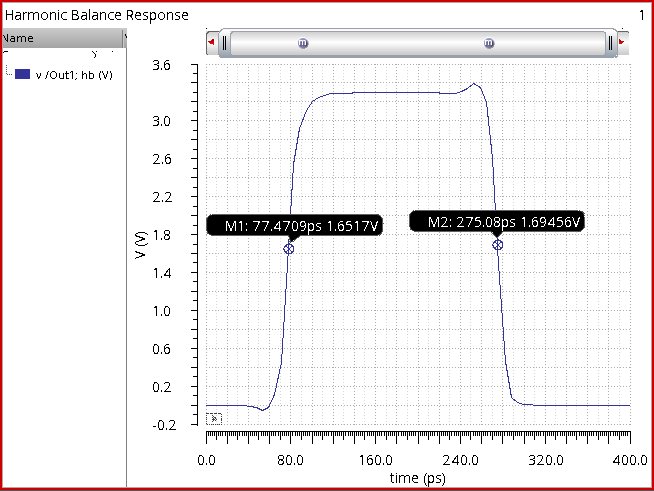 Harmonic Balance Response 1
Name V
v /Out1; hb (V)
m m
3.6
3.0
2.6
2.2
1.8
1.4
1.0
0.6
0.2
-0.2
V (V)
M1: 77.4709ps 1.6517V
M2: 275.08ps 1.69456V
0.0 80.0 160.0 240.0 320.0 400.0
time (ps)